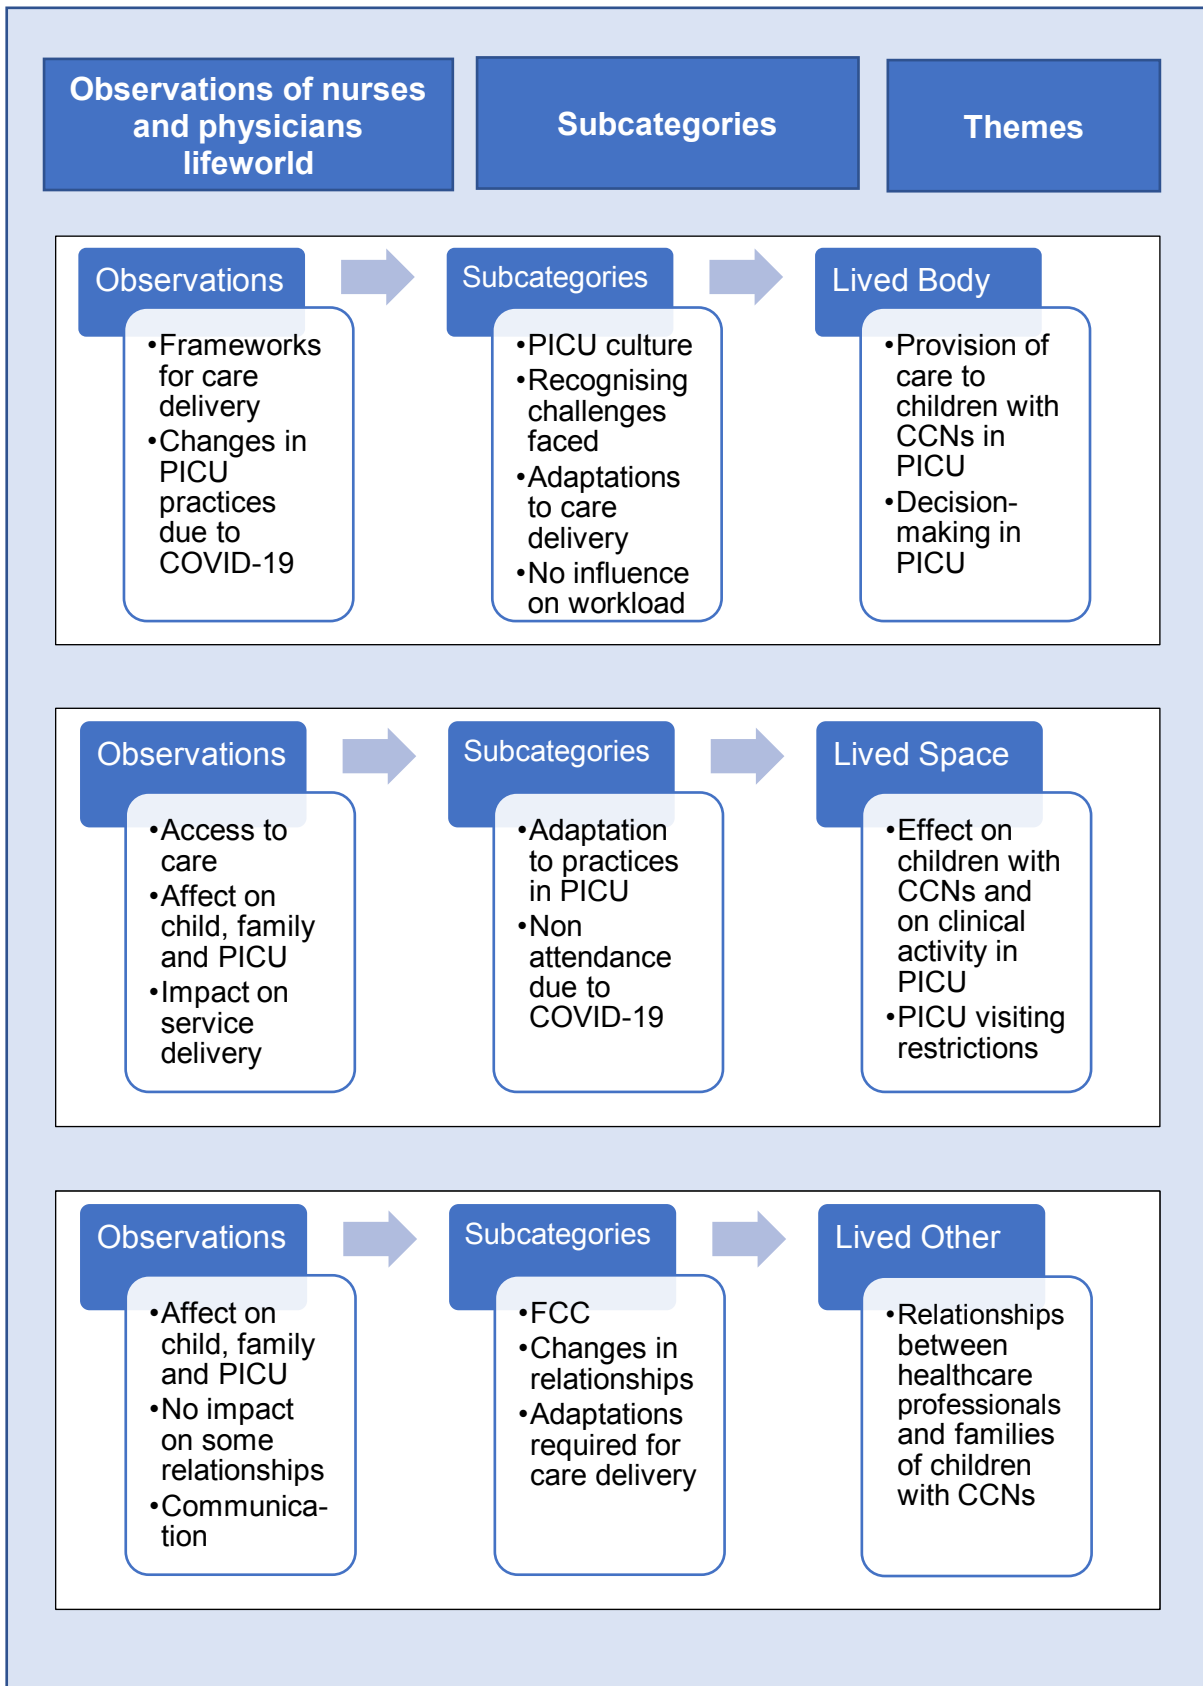 Observations of nurses
and physicians
lifeworld
Subcategories
Themes
Observations
•Frameworks
for care
delivery
•Changes in
PICU
practices
due to
COVID-19
Subcategories
•PICU culture
•Recognising
challenges
faced
•Adaptations
to care
delivery
•No influence
on workload
Lived Body
•Provision of
care to
children with
CCNs in
PICU
•Decision-
making in
PICU
Observations
•Access to
care
•Affect on
child, family
and PICU
•Impact on
service
delivery
Subcategories
•Adaptation
to practices
in PICU
•Non
attendance
due to
COVID-19
Lived Space
•Effect on
children with
CCNs and
on clinical
activity in
PICU
•PICU visiting
restrictions
Observations
•Affect on
child, family
and PICU
•No impact
on some
relationships
•Communica-
tion
Subcategories
•FCC
•Changes in
relationships
•Adaptations
required for
care delivery
Lived Other
•Relationships
between
healthcare
professionals
and families
of children
with CCNs